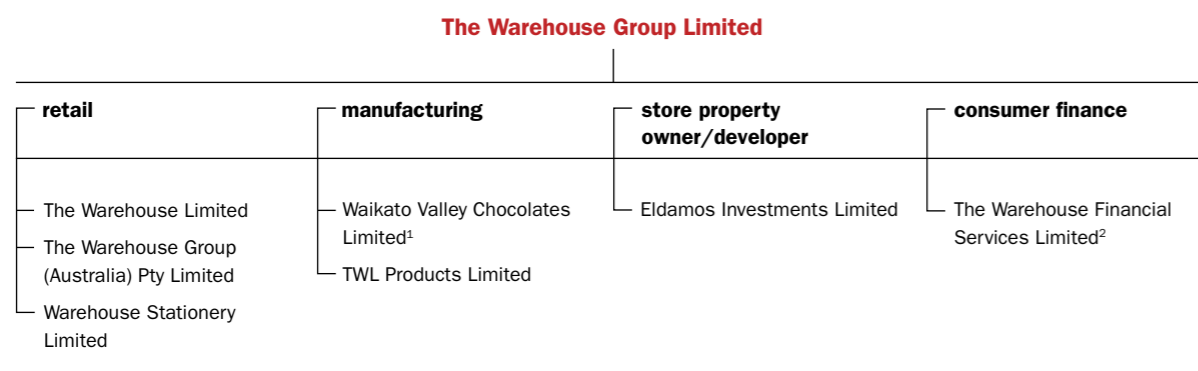 The Warehouse Group Limited
retail
The Warehouse Limited
The Warehouse Group
(Australia) Pty Limited
Warehouse Stationery
Limited
manufacturing
Waikato Valley Chocolates
Limited¹
TWL Products Limited
store property
owner/developer
Eldamos Investments Limited
consumer finance
The Warehouse Financial
Services Limited²